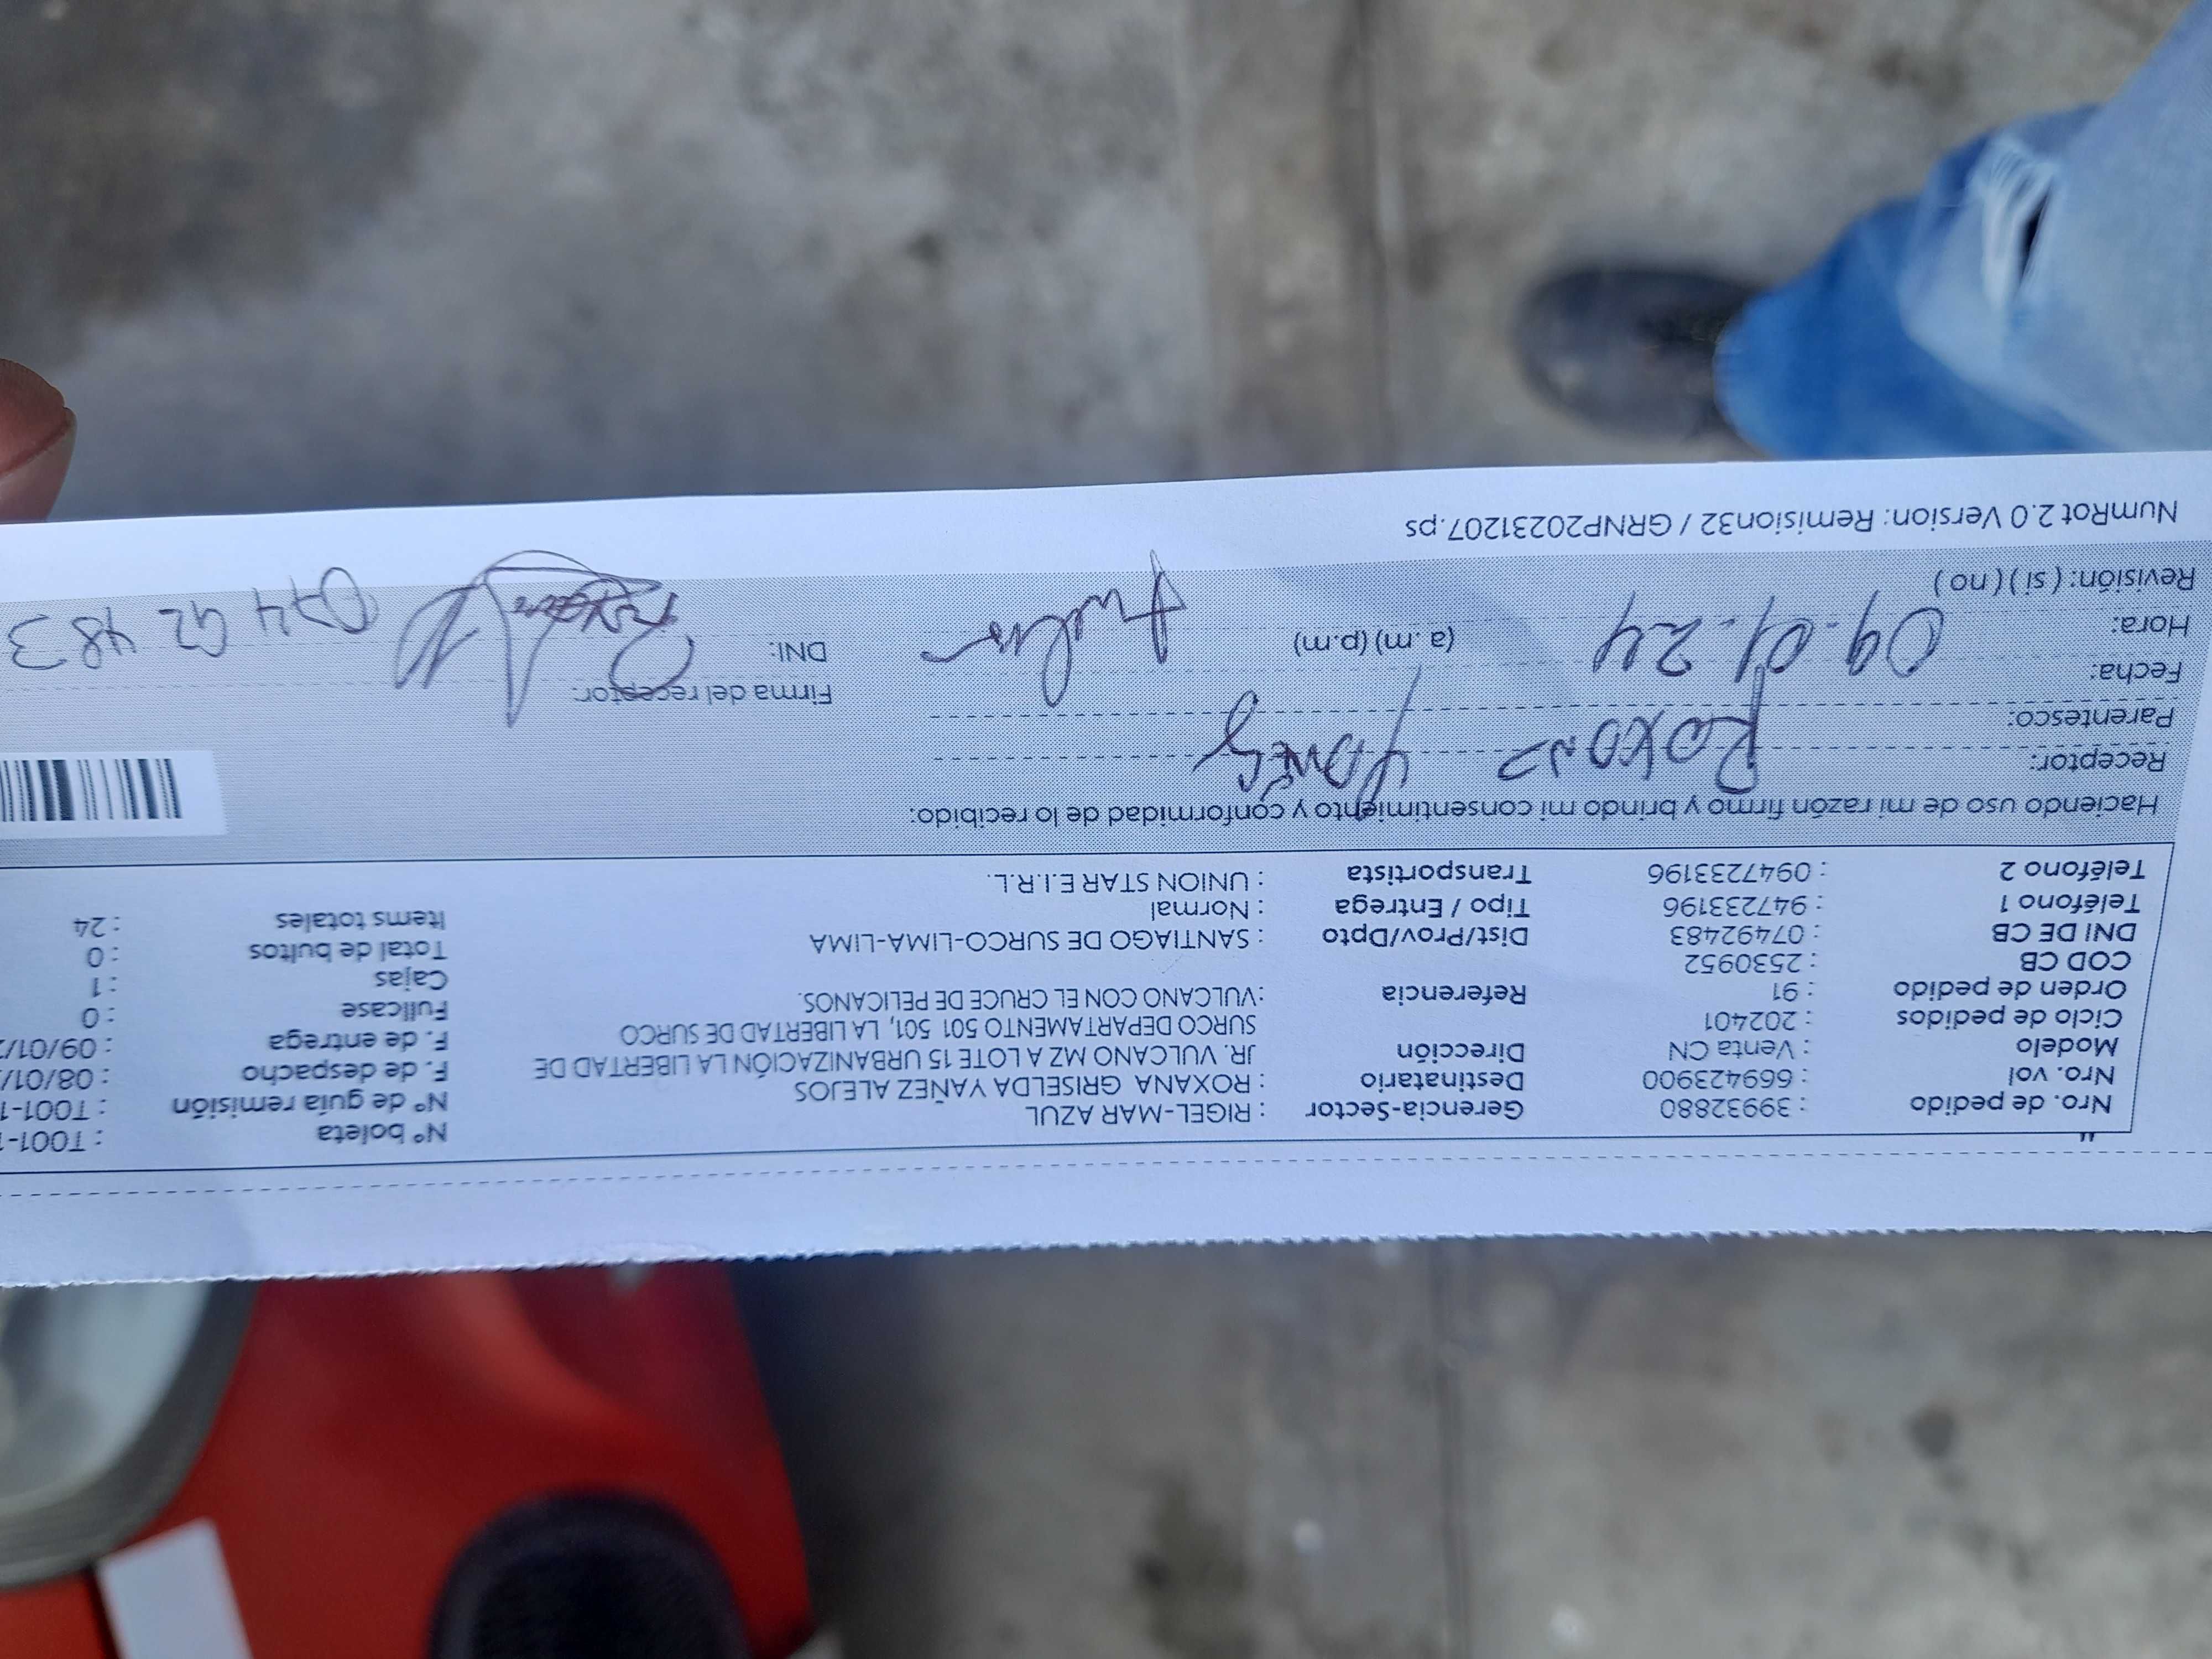 Nro. de pedido : 39932880 Gerencia-Sector : RIGEL-MAR AZUL N° boleta : T001-1
Nro. vol : 669423900 Destinatario : ROXANA GRISELDA YAÑEZ ALEJOS N° de guía remisión : T001-1
Modelo : Venta CN Dirección JR. VULCANO MZ A LOTE 15 URBANIZACIÓN LA LIBERTAD DE F. de despacho : 08/01/
Ciclo de pedidos : 202401 SURCO DEPARTAMENTO 501 501, LA LIBERTAD DE SURCO F. de entrega : 09/01/
Orden de pedido : 91 Referencia :VULCANO CON EL CRUCE DE PELICANOS. Fullcase : 0
COD CB : 2530952 Cajas : 1
DNI DE CB : 07492483 Dist/Prov/Dpto : SANTIAGO DE SURCO-LIMA-LIMA Total de bultos : 0
Teléfono 1 : 947233196 Tipo / Entrega : Normal Items totales : 24
Teléfono 2 : 0947233196 Transportista : UNION STAR E.I.R.L.
Haciendo uso de mi razón firmo y brindo mi consentimiento y conformidad de lo recibido:
Receptor: Roxana Yañez
Parentesco:
Fecha: 09-01-24 Firma del receptor:
Hora: (a. m) (p.m) DNI: 07492483
Revisión: ( si ) ( no )
NumRot 2.0 Version: Remision32 / GRNP20231207.ps